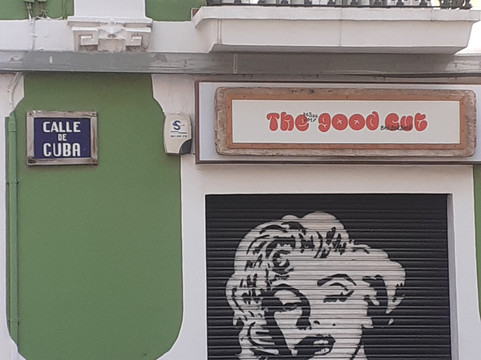 CALLE
DE
CUBA
The good Cut